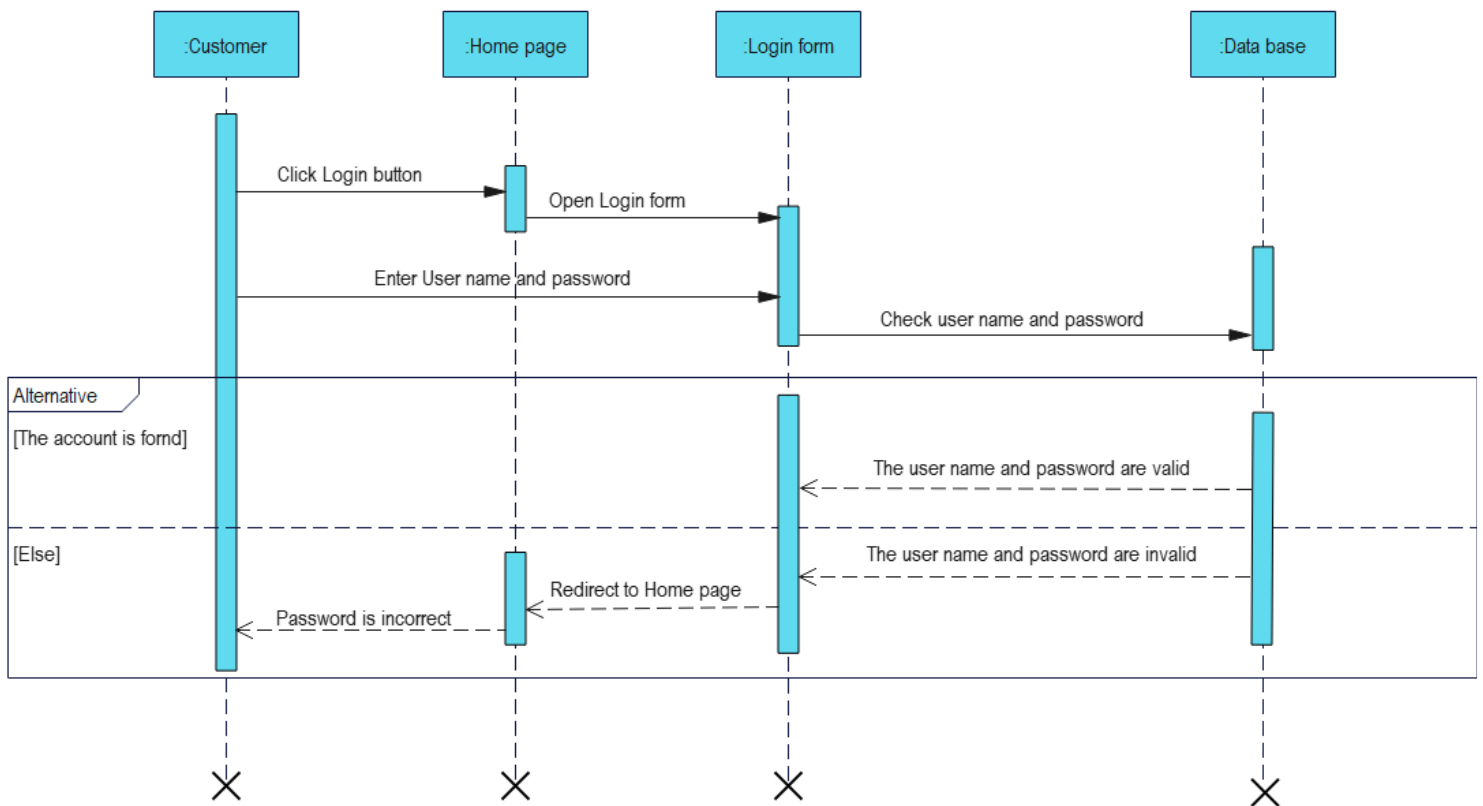 :Customer
:Home page
:Login form
:Data base
Click Login button
Open Login form
Enter User name and password
Check user name and password
Alternative
[The account is fornd]
The user name and password are valid
[Else]
The user name and password are invalid
Redirect to Home page
Password is incorrect